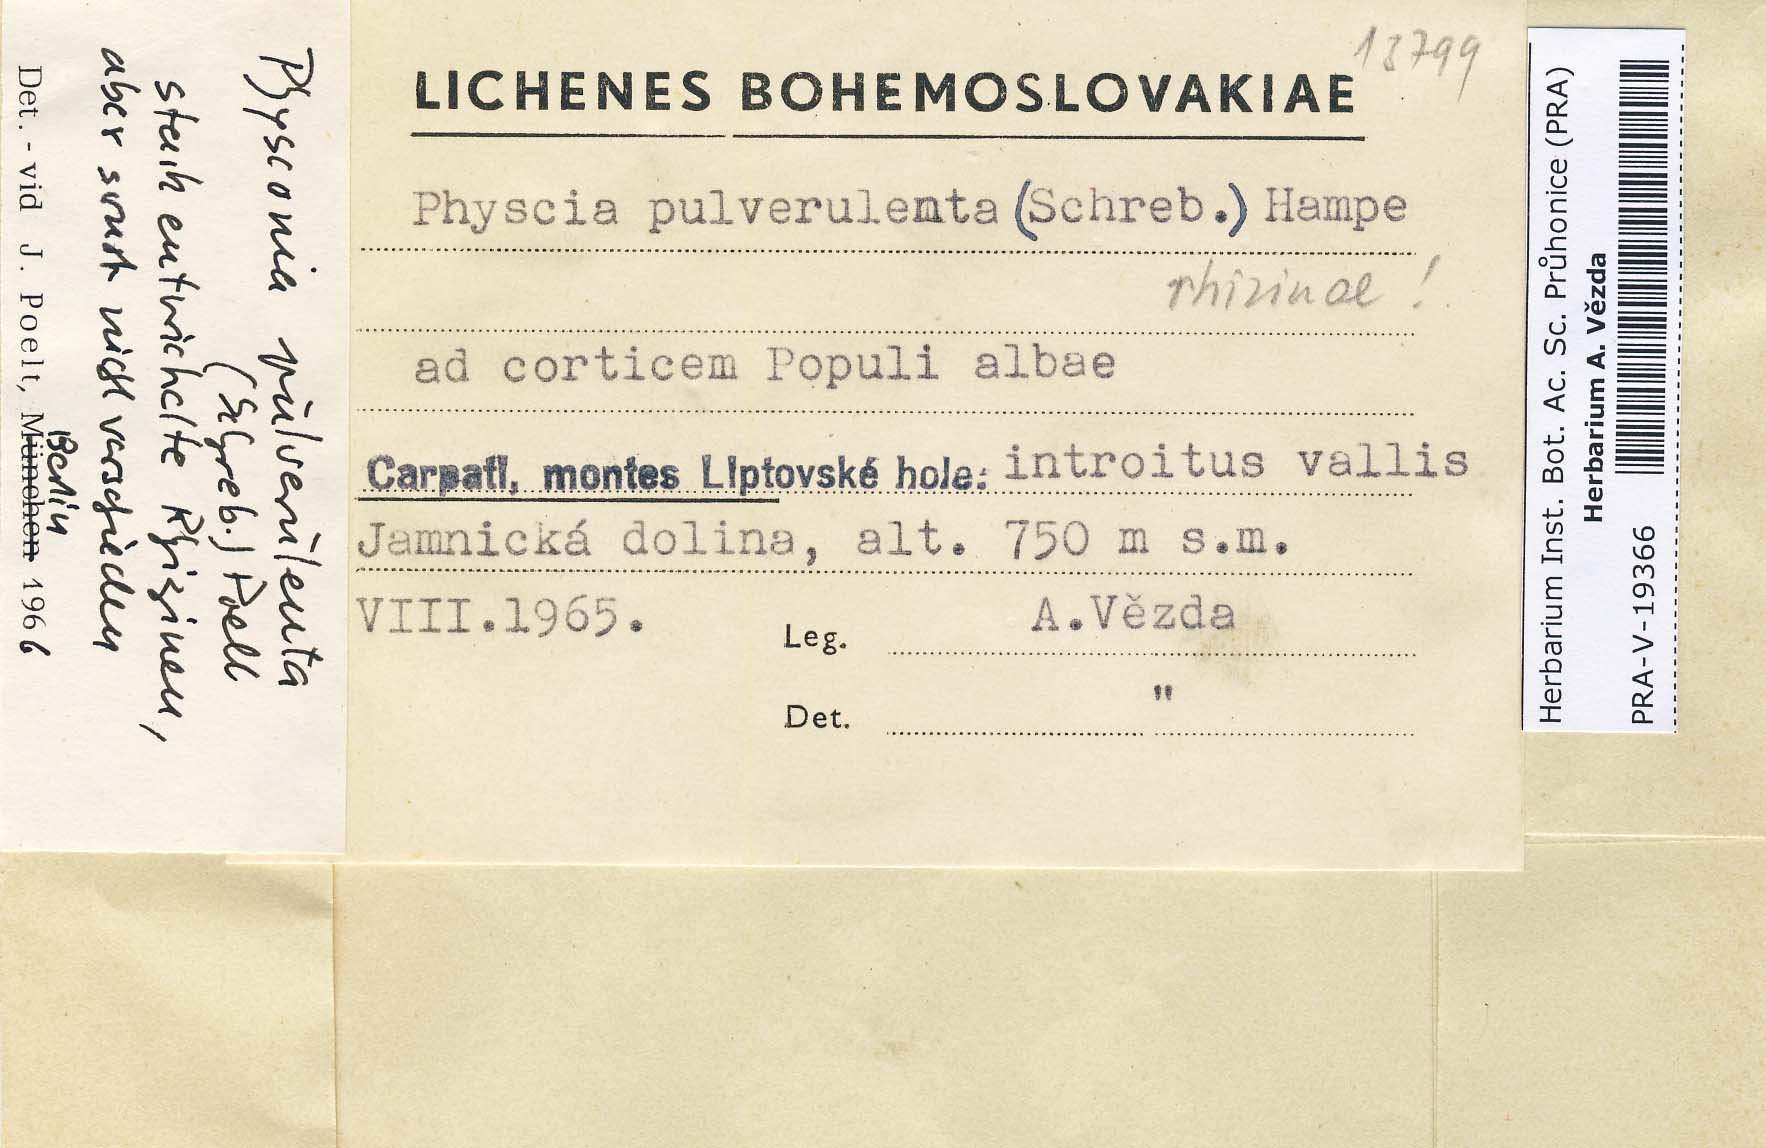 13799
LICHENES BOHEMOSLOVAKIAE
Physcia pulverulenta (Schreb.) Hampe
rhizinae !
ad corticem Populi albae
Carpati, montes Liptovské hole: introitus vallis
Jamnická dolina, alt. 750 m s.m.
VIII.1965.
Leg. A.Vězda
Det. "
Physconia pulverulenta
(Schreb.) Poelt
stark entwickelte Rhizinen,
aber sonst nicht verschieden
Berlin
Det. - vid J. Poelt, München 1966
Herbarium Inst. Bot. Ac. Sc. Průhonice (PRA)
Herbarium A. Vězda
PRA-V-19366